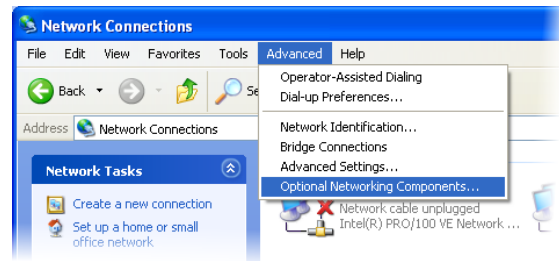 Network Connections
File Edit View Favorites Tools Advanced Help
Back
Address Network Connections
Operator-Assisted Dialing
Dial-up Preferences...
Network Identification...
Bridge Connections
Advanced Settings...
Optional Networking Components...
Network Tasks
Create a new connection
Set up a home or small
office network
Network cable unplugged
Intel(R) PRO/100 VE Network ...